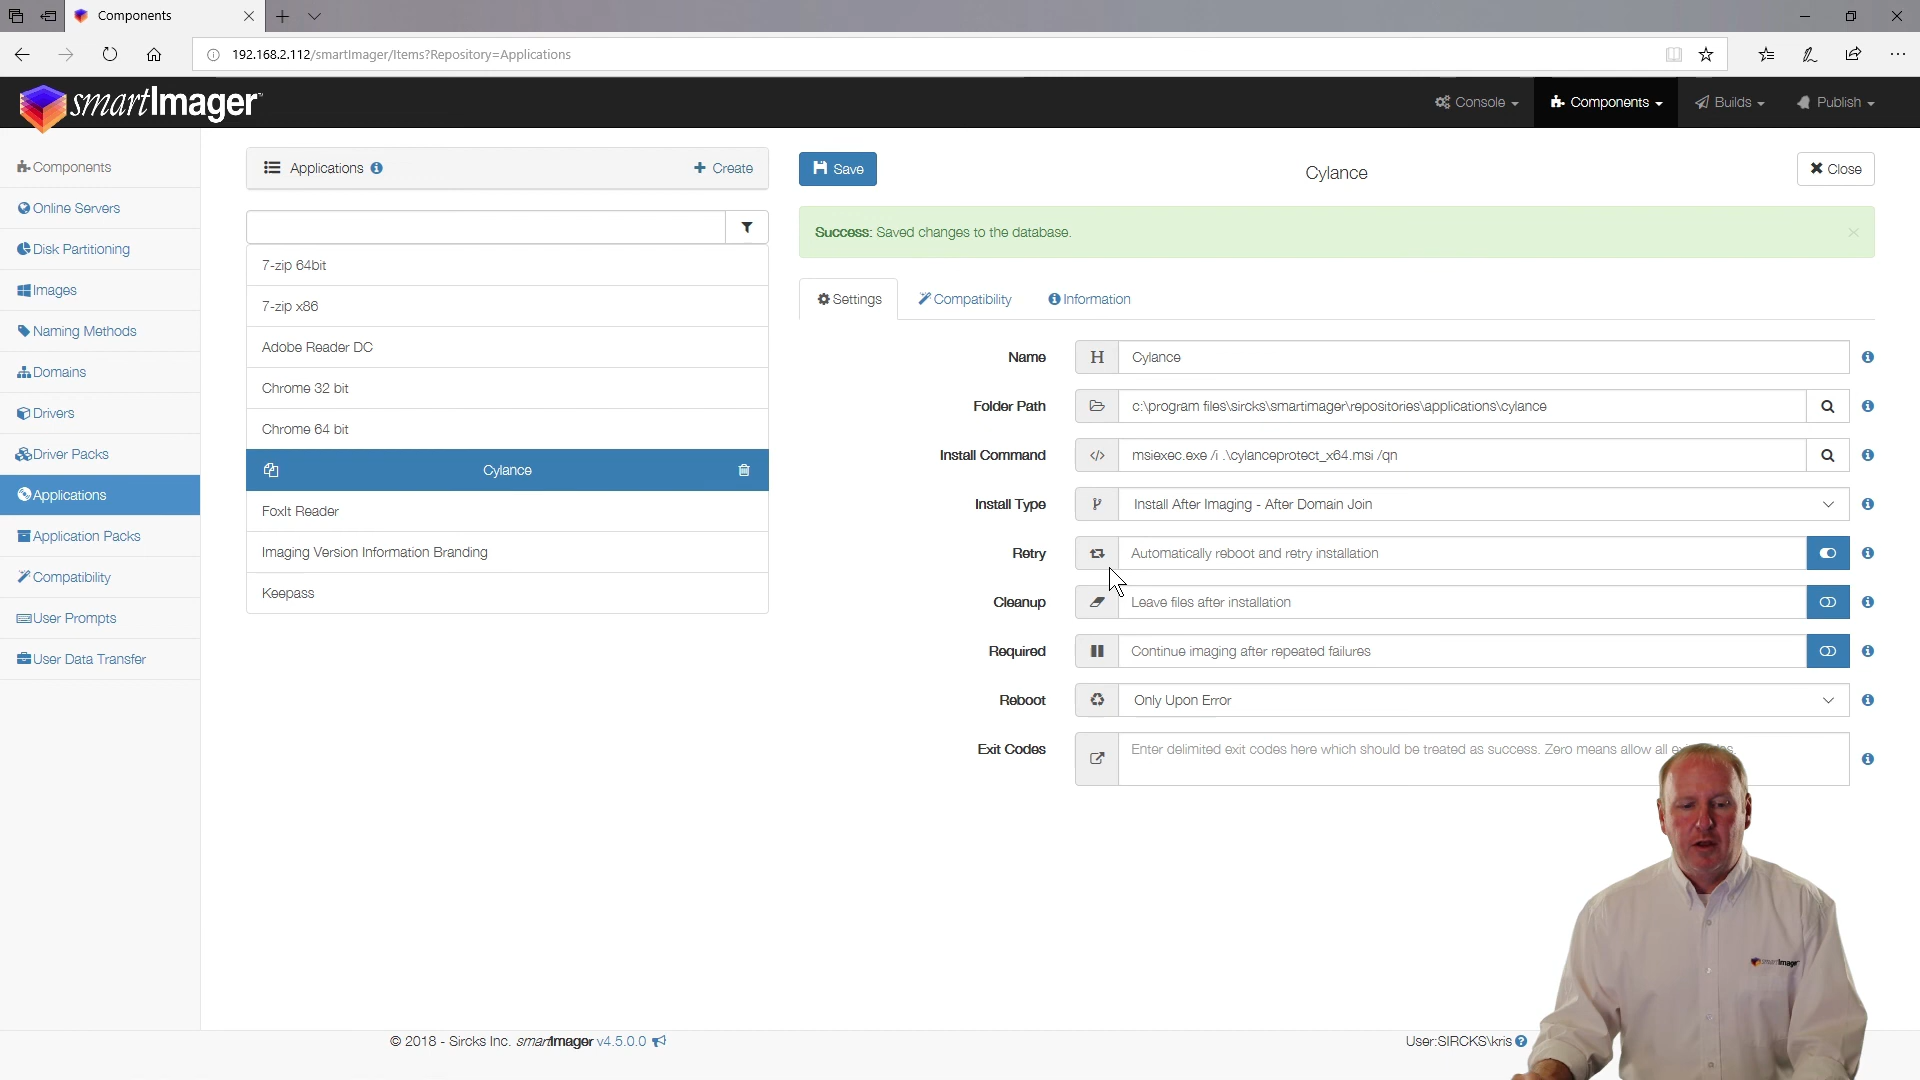 Components
192.168.2.112/smartImager/Items?Repository=Applications
smartImager
Console
Components
Builds
Publish
Components
Online Servers
Disk Partitioning
Images
Naming Methods
Domains
Drivers
Driver Packs
Applications
Application Packs
Compatibility
User Prompts
User Data Transfer
Applications
Create
7-zip 64bit
7-zip x86
Adobe Reader DC
Chrome 32 bit
Chrome 64 bit
Cylance
FoxIt Reader
Imaging Version Information Branding
Keepass
Save
Cylance
Close
Success: Saved changes to the database.
Settings
Compatibility
Information
Name
Cylance
Folder Path
c:\program files\sircks\smartimager\repositories\applications\cylance
Install Command
msiexec.exe /i .\cylanceprotect_x64.msi /qn
Install Type
Install After Imaging - After Domain Join
Retry
Automatically reboot and retry installation
Cleanup
Leave files after installation
Required
Continue imaging after repeated failures
Reboot
Only Upon Error
Exit Codes
Enter delimited exit codes here which should be treated as success. Zero means allow all
smartImager
© 2018 - Sircks Inc. smartImager v4.5.0.0
User:SIRCKS\kris